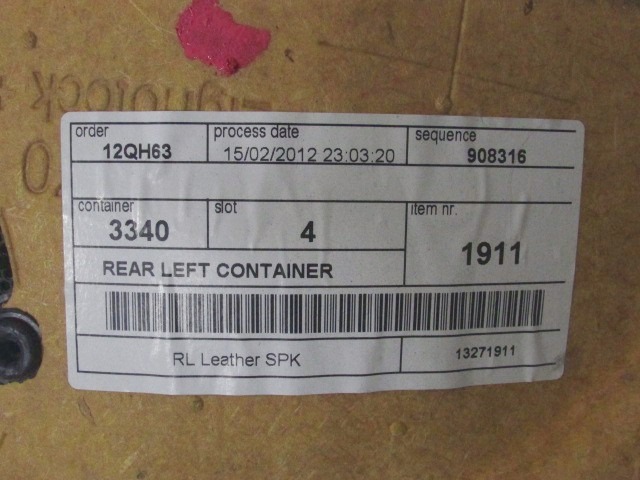 order process date sequence
12QH63 15/02/2012 23:03:20 908316
container slot item nr.
3340 4 1911
REAR LEFT CONTAINER
RL Leather SPK 13271911